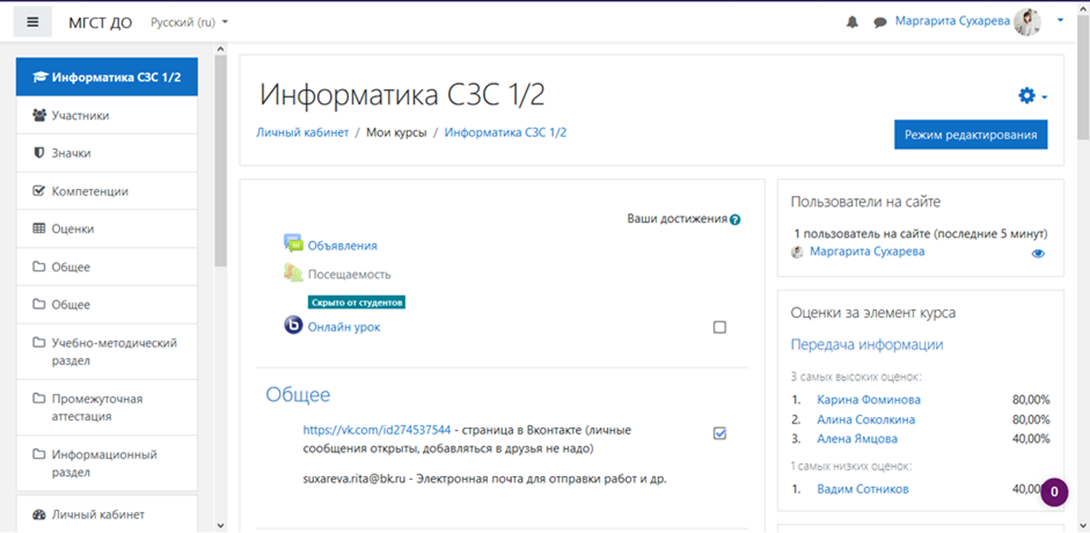 МГСТ ДО Русский (ru)
Маргарита Сухарева
Информатика СЗС 1/2
Участники
Значки
Компетенции
Оценки
Общее
Общее
Учебно-методический
раздел
Промежуточная
аттестация
Информационный
раздел
Личный кабинет
Информатика СЗС 1/2
Личный кабинет / Мои курсы / Информатика СЗС 1/2
Режим редактирования
Ваши достижения
Объявления
Посещаемость
Скрыто от студентов
Онлайн урок
Общее
https://vk.com/id274537544 - страница в Вконтакте (личные
сообщения открыты, добавляться в друзья не надо)
suxareva.rita@bk.ru - Электронная почта для отправки работ и др.
Пользователи на сайте
1 пользователь на сайте (последние 5 минут)
Маргарита Сухарева
Оценки за элемент курса
Передача информации
3 самых высоких оценок:
1. Карина Фоминова 80,00%
2. Алина Соколкина 80,00%
3. Алена Ямцова 40,00%
1 самых низких оценок:
1. Вадим Сотников 40,00
0